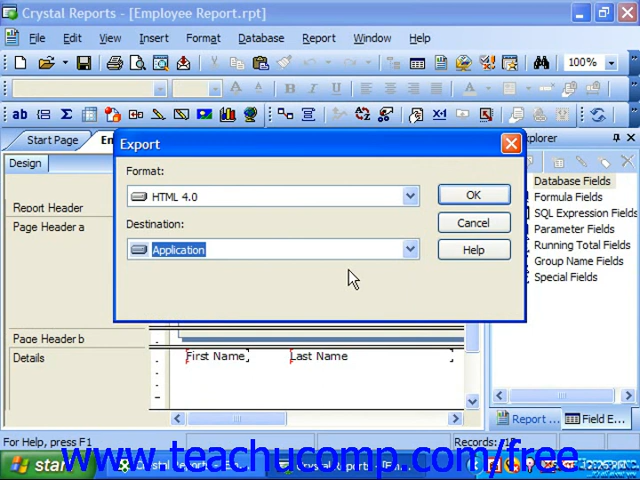 Crystal Reports - [Employee Report.rpt]
File Edit View Insert Format Database Report Window Help
100%
A A B I U
ab Σ x-1
Start Page
Design
Export
Format:
HTML 4.0
OK
Destination:
Cancel
Application
Help
Report Header
Page Header a
Page Header b
Details
First Name
Last Name
Database Fields
Formula Fields
SQL Expression Fields
Parameter Fields
Running Total Fields
Group Name Fields
Special Fields
Report ...
Field E...
For Help, press F1
Records:
www.teachucomp.com/free
start